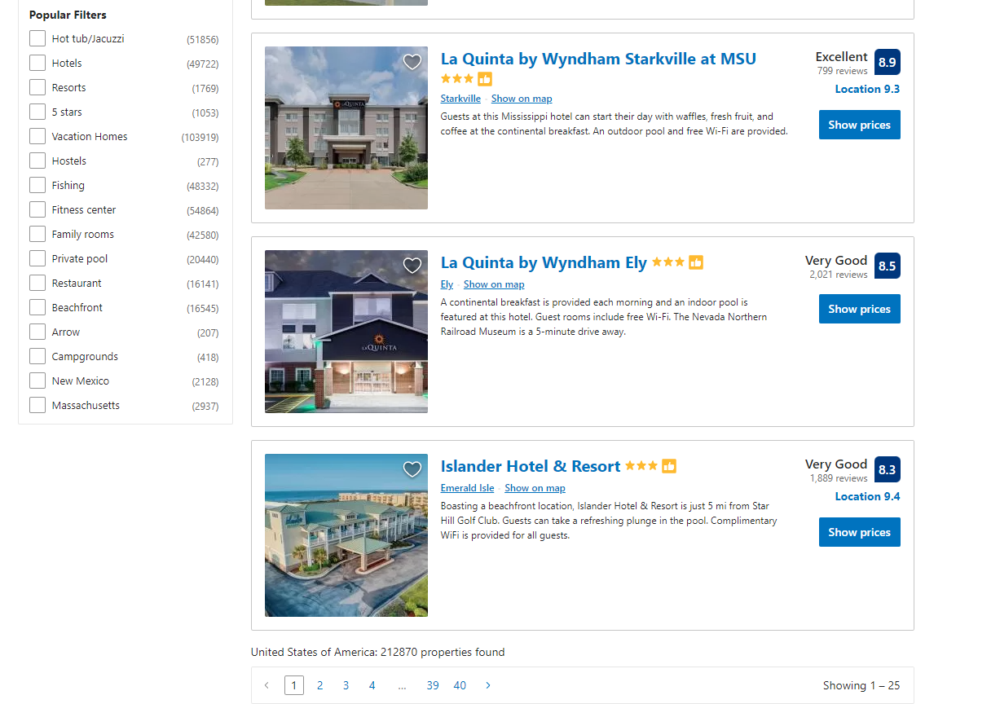 Popular Filters
Hot tub/Jacuzzi (51856)
Hotels (49722)
Resorts (1769)
5 stars (1053)
Vacation Homes (103919)
Hostels (277)
Fishing (48332)
Fitness center (54864)
Family rooms (42580)
Private pool (20440)
Restaurant (16141)
Beachfront (16545)
Arrow (207)
Campgrounds (418)
New Mexico (2128)
Massachusetts (2937)
LAQUINTA
La Quinta by Wyndham Starkville at MSU
Starkville · Show on map
Guests at this Mississippi hotel can start their day with waffles, fresh fruit, and
coffee at the continental breakfast. An outdoor pool and free Wi-Fi are provided.
Excellent 8.9
799 reviews
Location 9.3
Show prices
LAQUINTA
La Quinta by Wyndham Ely
Ely · Show on map
A continental breakfast is provided each morning and an indoor pool is
featured at this hotel. Guest rooms include free Wi-Fi. The Nevada Northern
Railroad Museum is a 5-minute drive away.
Very Good 8.5
2,021 reviews
Show prices
Islander Hotel & Resort
Emerald Isle · Show on map
Boasting a beachfront location, Islander Hotel & Resort is just 5 mi from Star
Hill Golf Club. Guests can take a refreshing plunge in the pool. Complimentary
WiFi is provided for all guests.
Very Good 8.3
1,889 reviews
Location 9.4
Show prices
United States of America: 212870 properties found
‹ 1 2 3 4 ... 39 40 ›
Showing 1 – 25